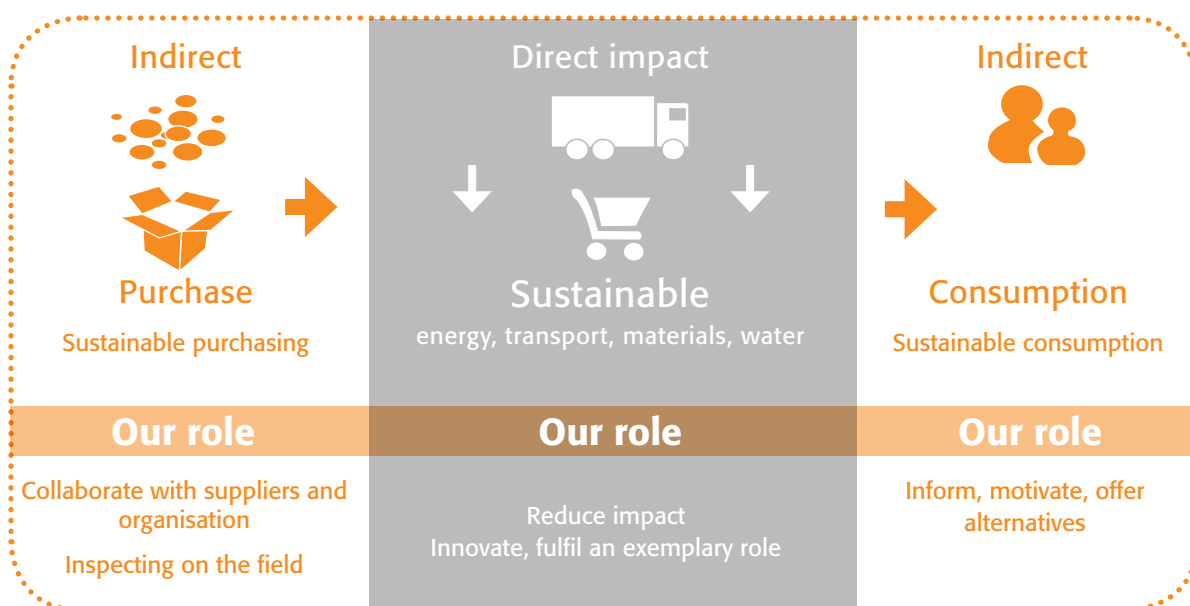 Indirect
Purchase
Sustainable purchasing
Our role
Collaborate with suppliers and
organisation
Inspecting on the field
Direct impact
Sustainable
energy, transport, materials, water
Our role
Reduce impact
Innovate, fulfil an exemplary role
Indirect
Consumption
Sustainable consumption
Our role
Inform, motivate, offer
alternatives